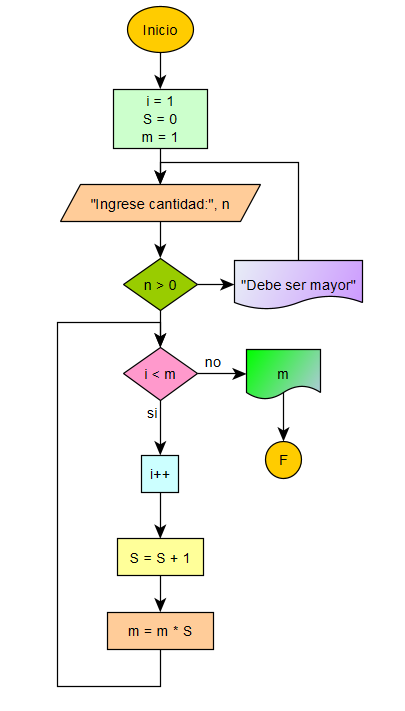 Inicio
i = 1
S = 0
m = 1
"Ingrese cantidad:", n
n > 0
"Debe ser mayor"
i < m
no
m
si
F
i++
S = S + 1
m = m * S